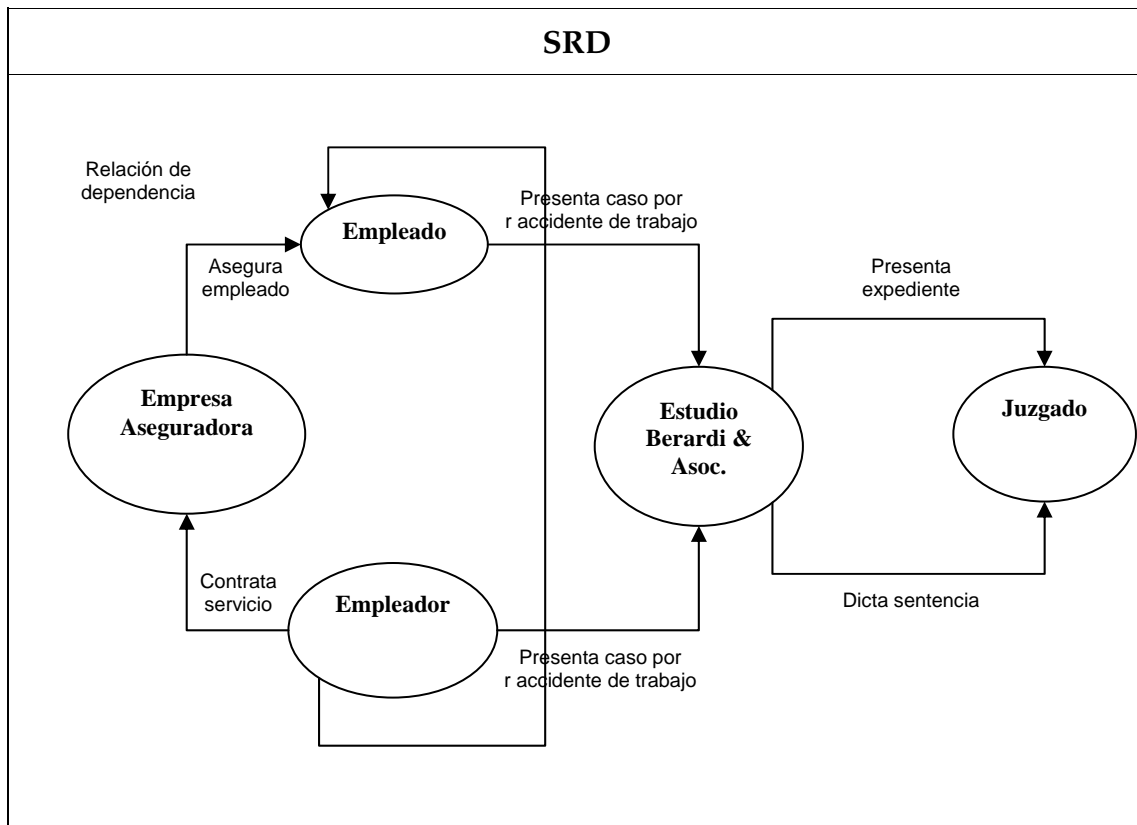 SRD
Relación de
dependencia
Empleado
Presenta caso por
r accidente de trabajo
Asegura
empleado
Presenta
expediente
Empresa
Aseguradora
Estudio
Berardi &
Asoc.
Juzgado
Contrata
servicio
Empleador
Dicta sentencia
Presenta caso por
r accidente de trabajo